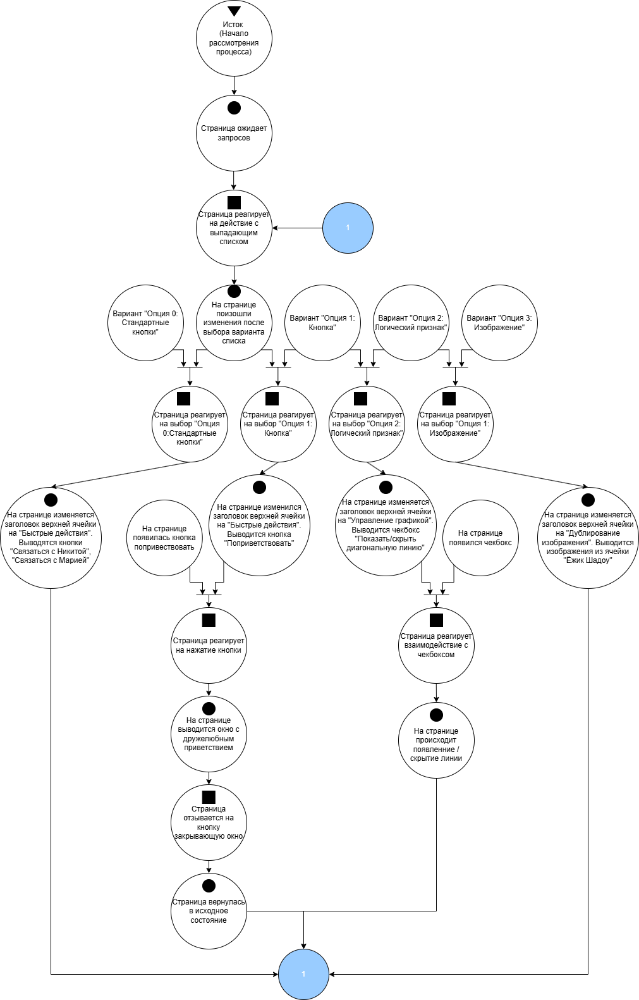 Исток
(Начало
рассмотрения
процесса)
Страница ожидает
запросов
Страница реагирует
на действие с
выпадающим
списком
1
Вариант "Опция 0:
Стандартные
кнопки"
На странице
поизошли
изменения после
выбора варианта
списка
Вариант "Опция 1:
Кнопка"
Вариант "Опция 2:
Логический признак"
Вариант "Опция 3:
Изображение"
Страница реагирует
на выбор "Опция
0:Стандартные
кнопки"
Страница реагирует
на выбор "Опция 1:
Кнопка"
Страница реагирует
на выбор "Опция 2:
Логический признак"
Страница реагирует
на выбор "Опция 1:
Изображение"
На странице изменяется
заголовок верхней ячейки
на "Быстрые действия".
Выводятся кнопки
"Связаться с Никитой",
"Связаться с Марией"
На странице
появилась кнопка
попривествовать
На странице изменился
заголовок верхней ячейки
на "Быстрые действия".
Выводится кнопка
"Поприветствовать"
На странице изменяется
заголовок верхней ячейки
на "Управление графикой".
Выводится чекбокс
"Показать/скрыть
диагональную линию"
На странице
появился чекбокс
На странице изменяется
заголовок верхней ячейки
на "Дублирование
изображения". Выводится
изображения из ячейки
"Ёжик Шадоу"
Страница реагирует
на нажатие кнопки
Страница реагирует
взаимодействие с
чекбоксом
На странице
выводится окно с
дружелюбным
приветствием
На странице
происходит
появленние /
скрытие линии
Страница
отзывается на
кнопку
закрывающую окно
Страница вернулась
в исходное
состояние
1